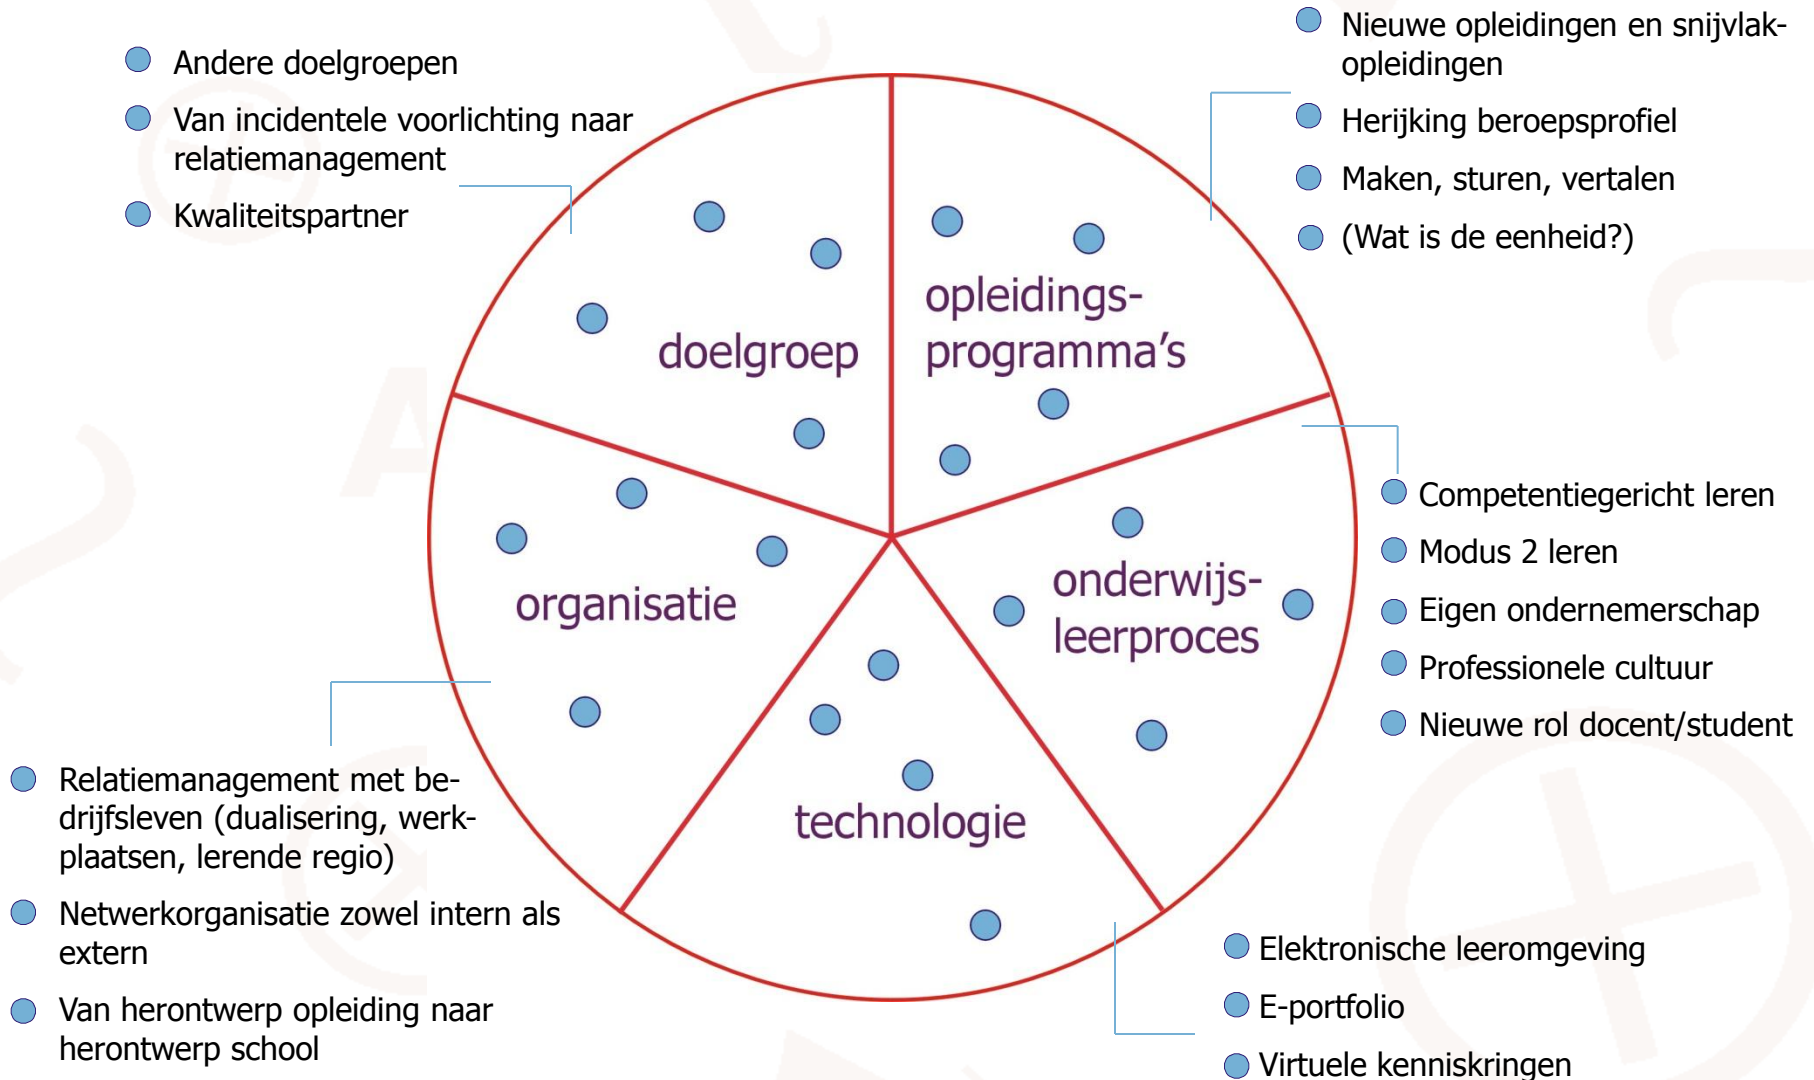 Andere doelgroepen
Van incidentele voorlichting naar
relatiemanagement
Kwaliteitspartner
Nieuwe opleidingen en snijvlak-
opleidingen
Herijking beroepsprofiel
Maken, sturen, vertalen
(Wat is de eenheid?)
doelgroep
opleidings-
programma’s
organisatie
onderwijs-
leerproces
technologie
Competentiegericht leren
Modus 2 leren
Eigen ondernemerschap
Professionele cultuur
Nieuwe rol docent/student
Relatiemanagement met be-
drijfsleven (dualisering, werk-
plaatsen, lerende regio)
Netwerkorganisatie zowel intern als
extern
Van herontwerp opleiding naar
herontwerp school
Elektronische leeromgeving
E-portfolio
Virtuele kenniskringen